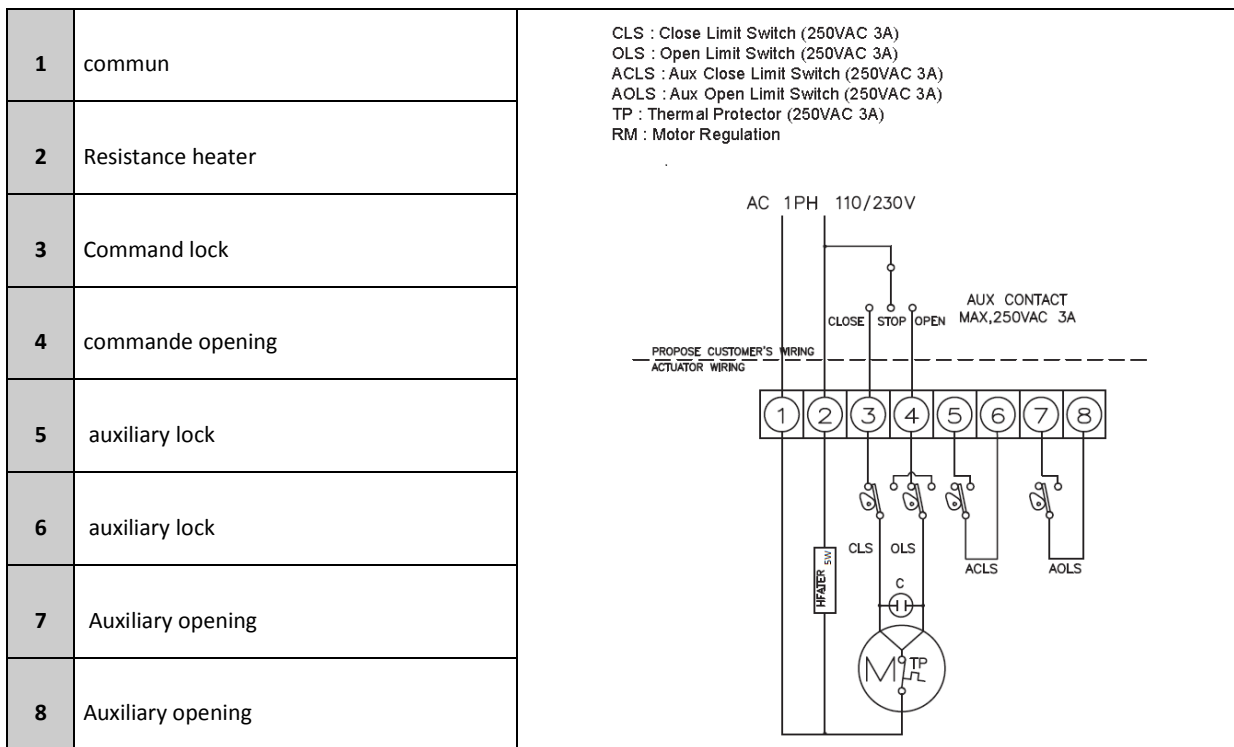 1 commun
2 Resistance heater
3 Command lock
4 commande opening
5 auxiliary lock
6 auxiliary lock
7 Auxiliary opening
8 Auxiliary opening
CLS : Close Limit Switch (250VAC 3A)
OLS : Open Limit Switch (250VAC 3A)
ACLS : Aux Close Limit Switch (250VAC 3A)
AOLS : Aux Open Limit Switch (250VAC 3A)
TP : Thermal Protector (250VAC 3A)
RM : Motor Regulation
.
AC 1PH 110/230V
AUX CONTACT
CLOSE STOP OPEN MAX,250VAC 3A
PROPOSE CUSTOMER'S WIRING
ACTUATOR WIRING
1 2 3 4 5 6 7 8
CLS OLS
HEATER 5W
ACLS AOLS
C
M TP